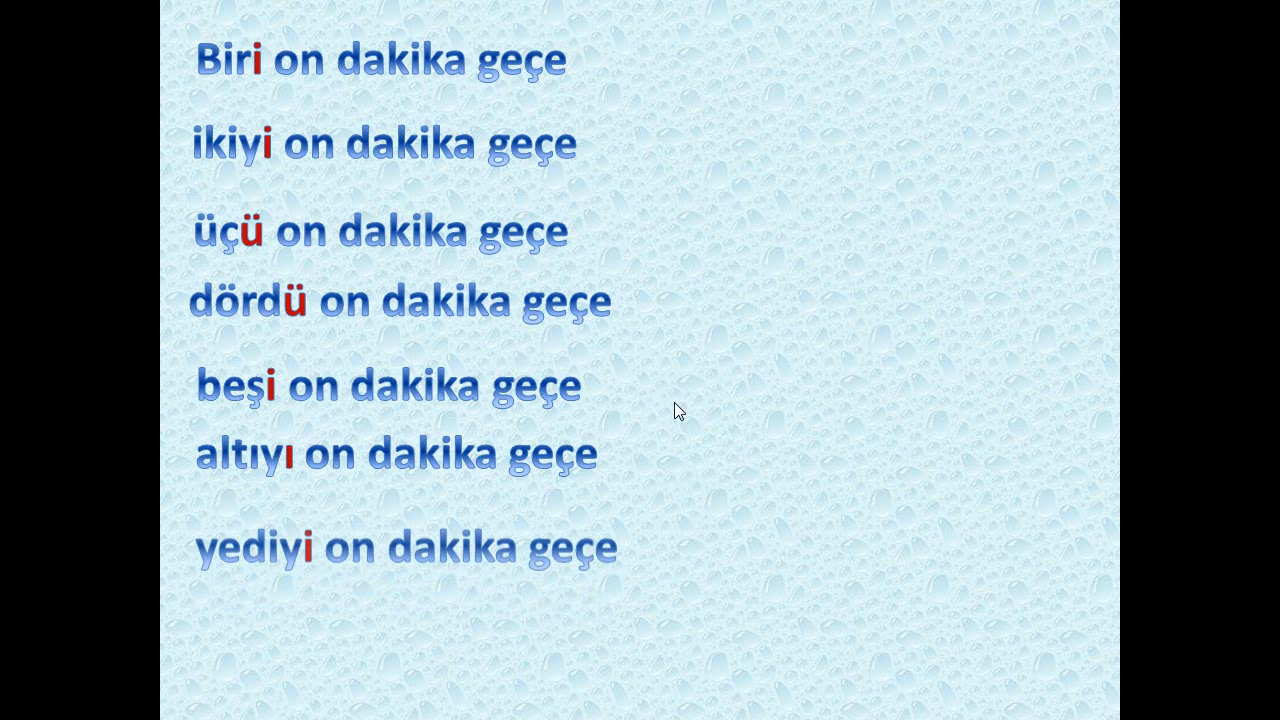 Biri on dakika geçe
ikiyi on dakika geçe
üçü on dakika geçe
dördü on dakika geçe
beşi on dakika geçe
altıyı on dakika geçe
yediyi on dakika geçe